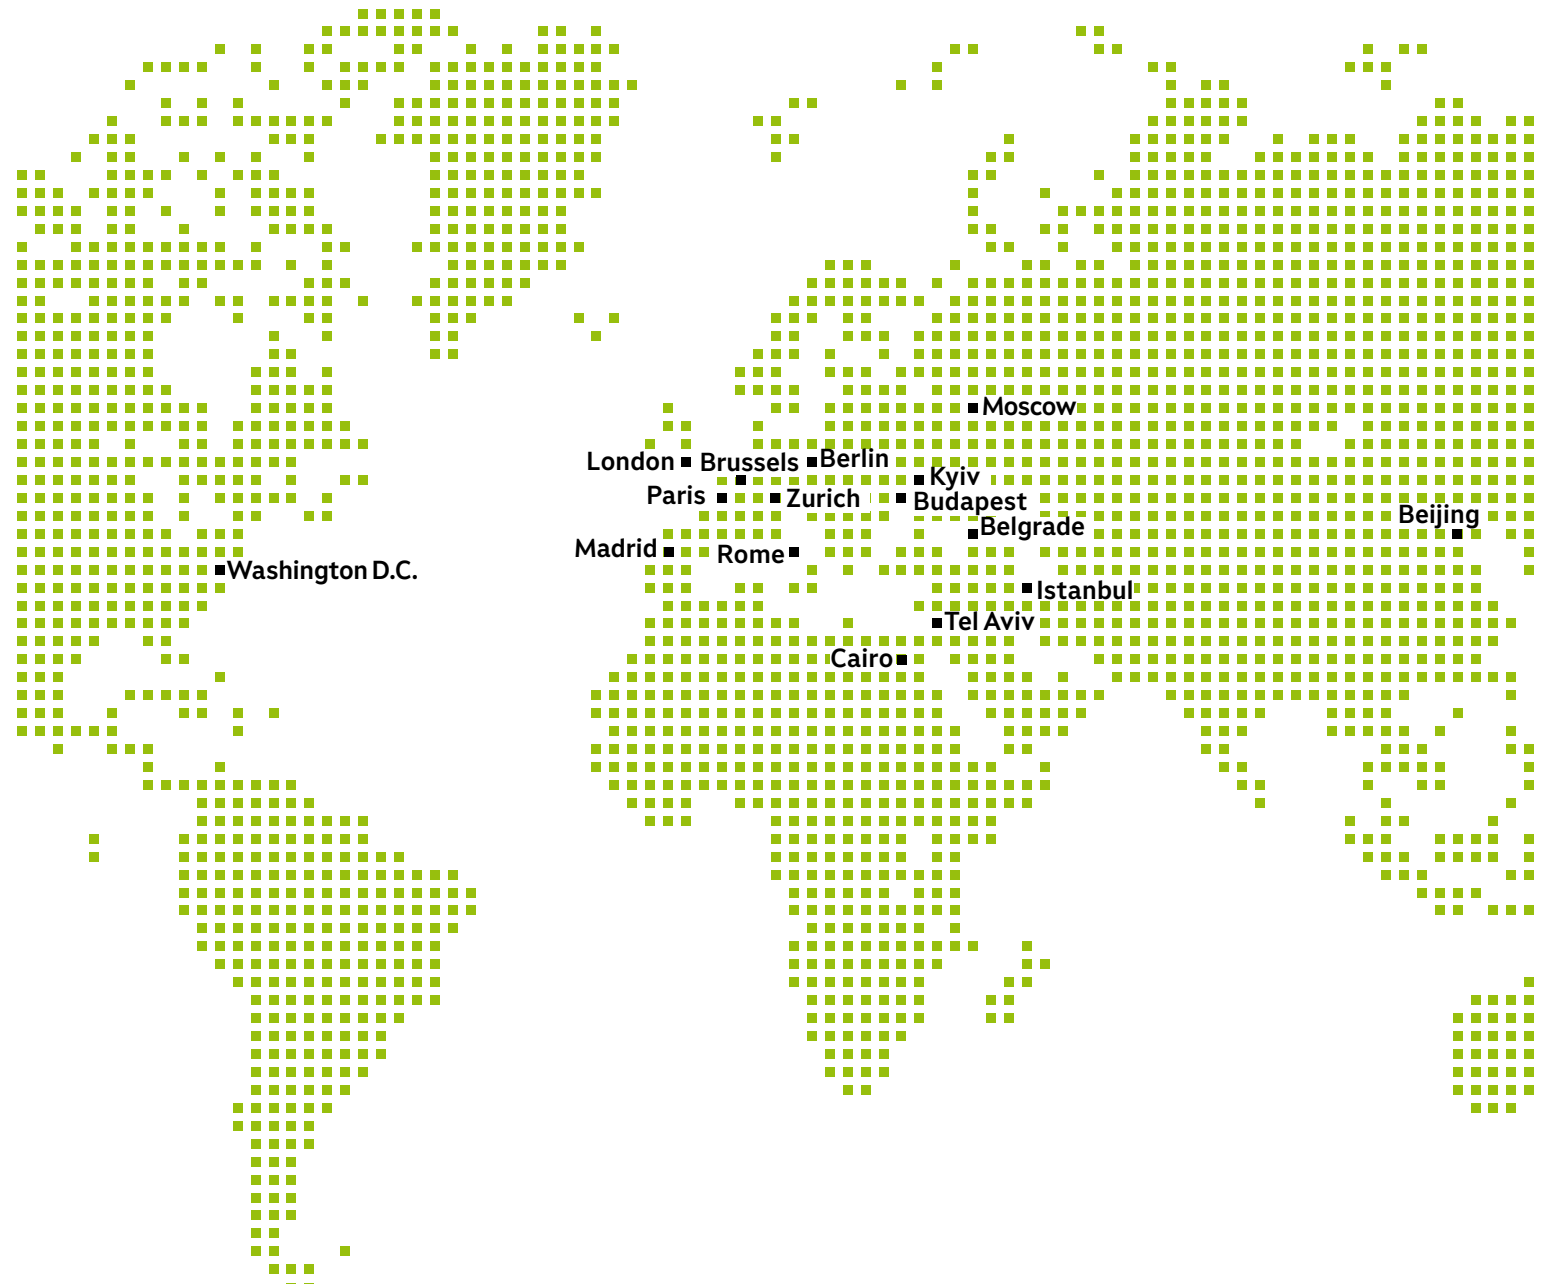 Moscow
London
Brussels
Berlin
Kyiv
Paris
Zurich
Budapest
Beijing
Belgrade
Madrid
Rome
Washington D.C.
Istanbul
Tel Aviv
Cairo